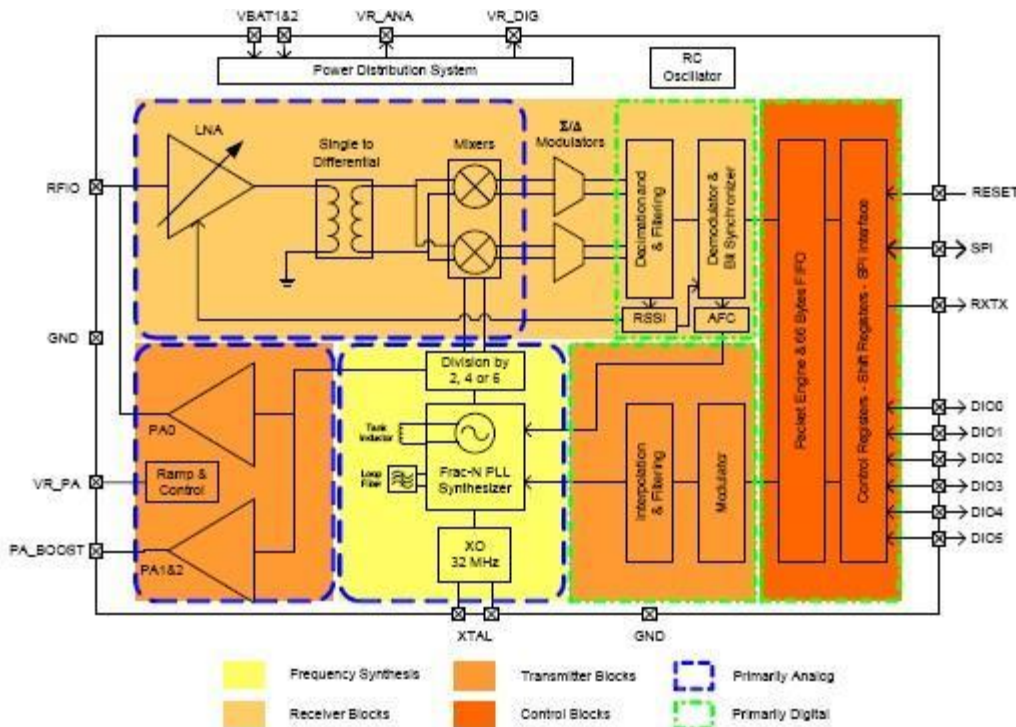 VBAT1&2
VR_ANA
VR_DIG
Power Distribution System
RC
Oscillator
LNA
Single to
Differential
Mixers
Σ/Δ
Modulators
Decimation and
& Filtering
Demodulator &
Bit Synchronizer
RSSI
AFC
Packet Engine & 66 Bytes FIFO
Control Registers - Shift Registers - SPI Interface
RFIO
GND
VR_PA
PA_BOOST
RESET
SPI
RXTX
DIO0
DIO1
DIO2
DIO3
DIO4
DIO5
Division by
2, 4 or 6
Tank
Inductor
Loop
Filter
Frac-N PLL
Synthesizer
XO
32 MHz
PA0
Ramp &
Control
PA1&2
Interpolation
& Filtering
Modulator
XTAL
GND
Frequency Synthesis
Transmitter Blocks
Primarily Analog
Receiver Blocks
Control Blocks
Primarily Digital